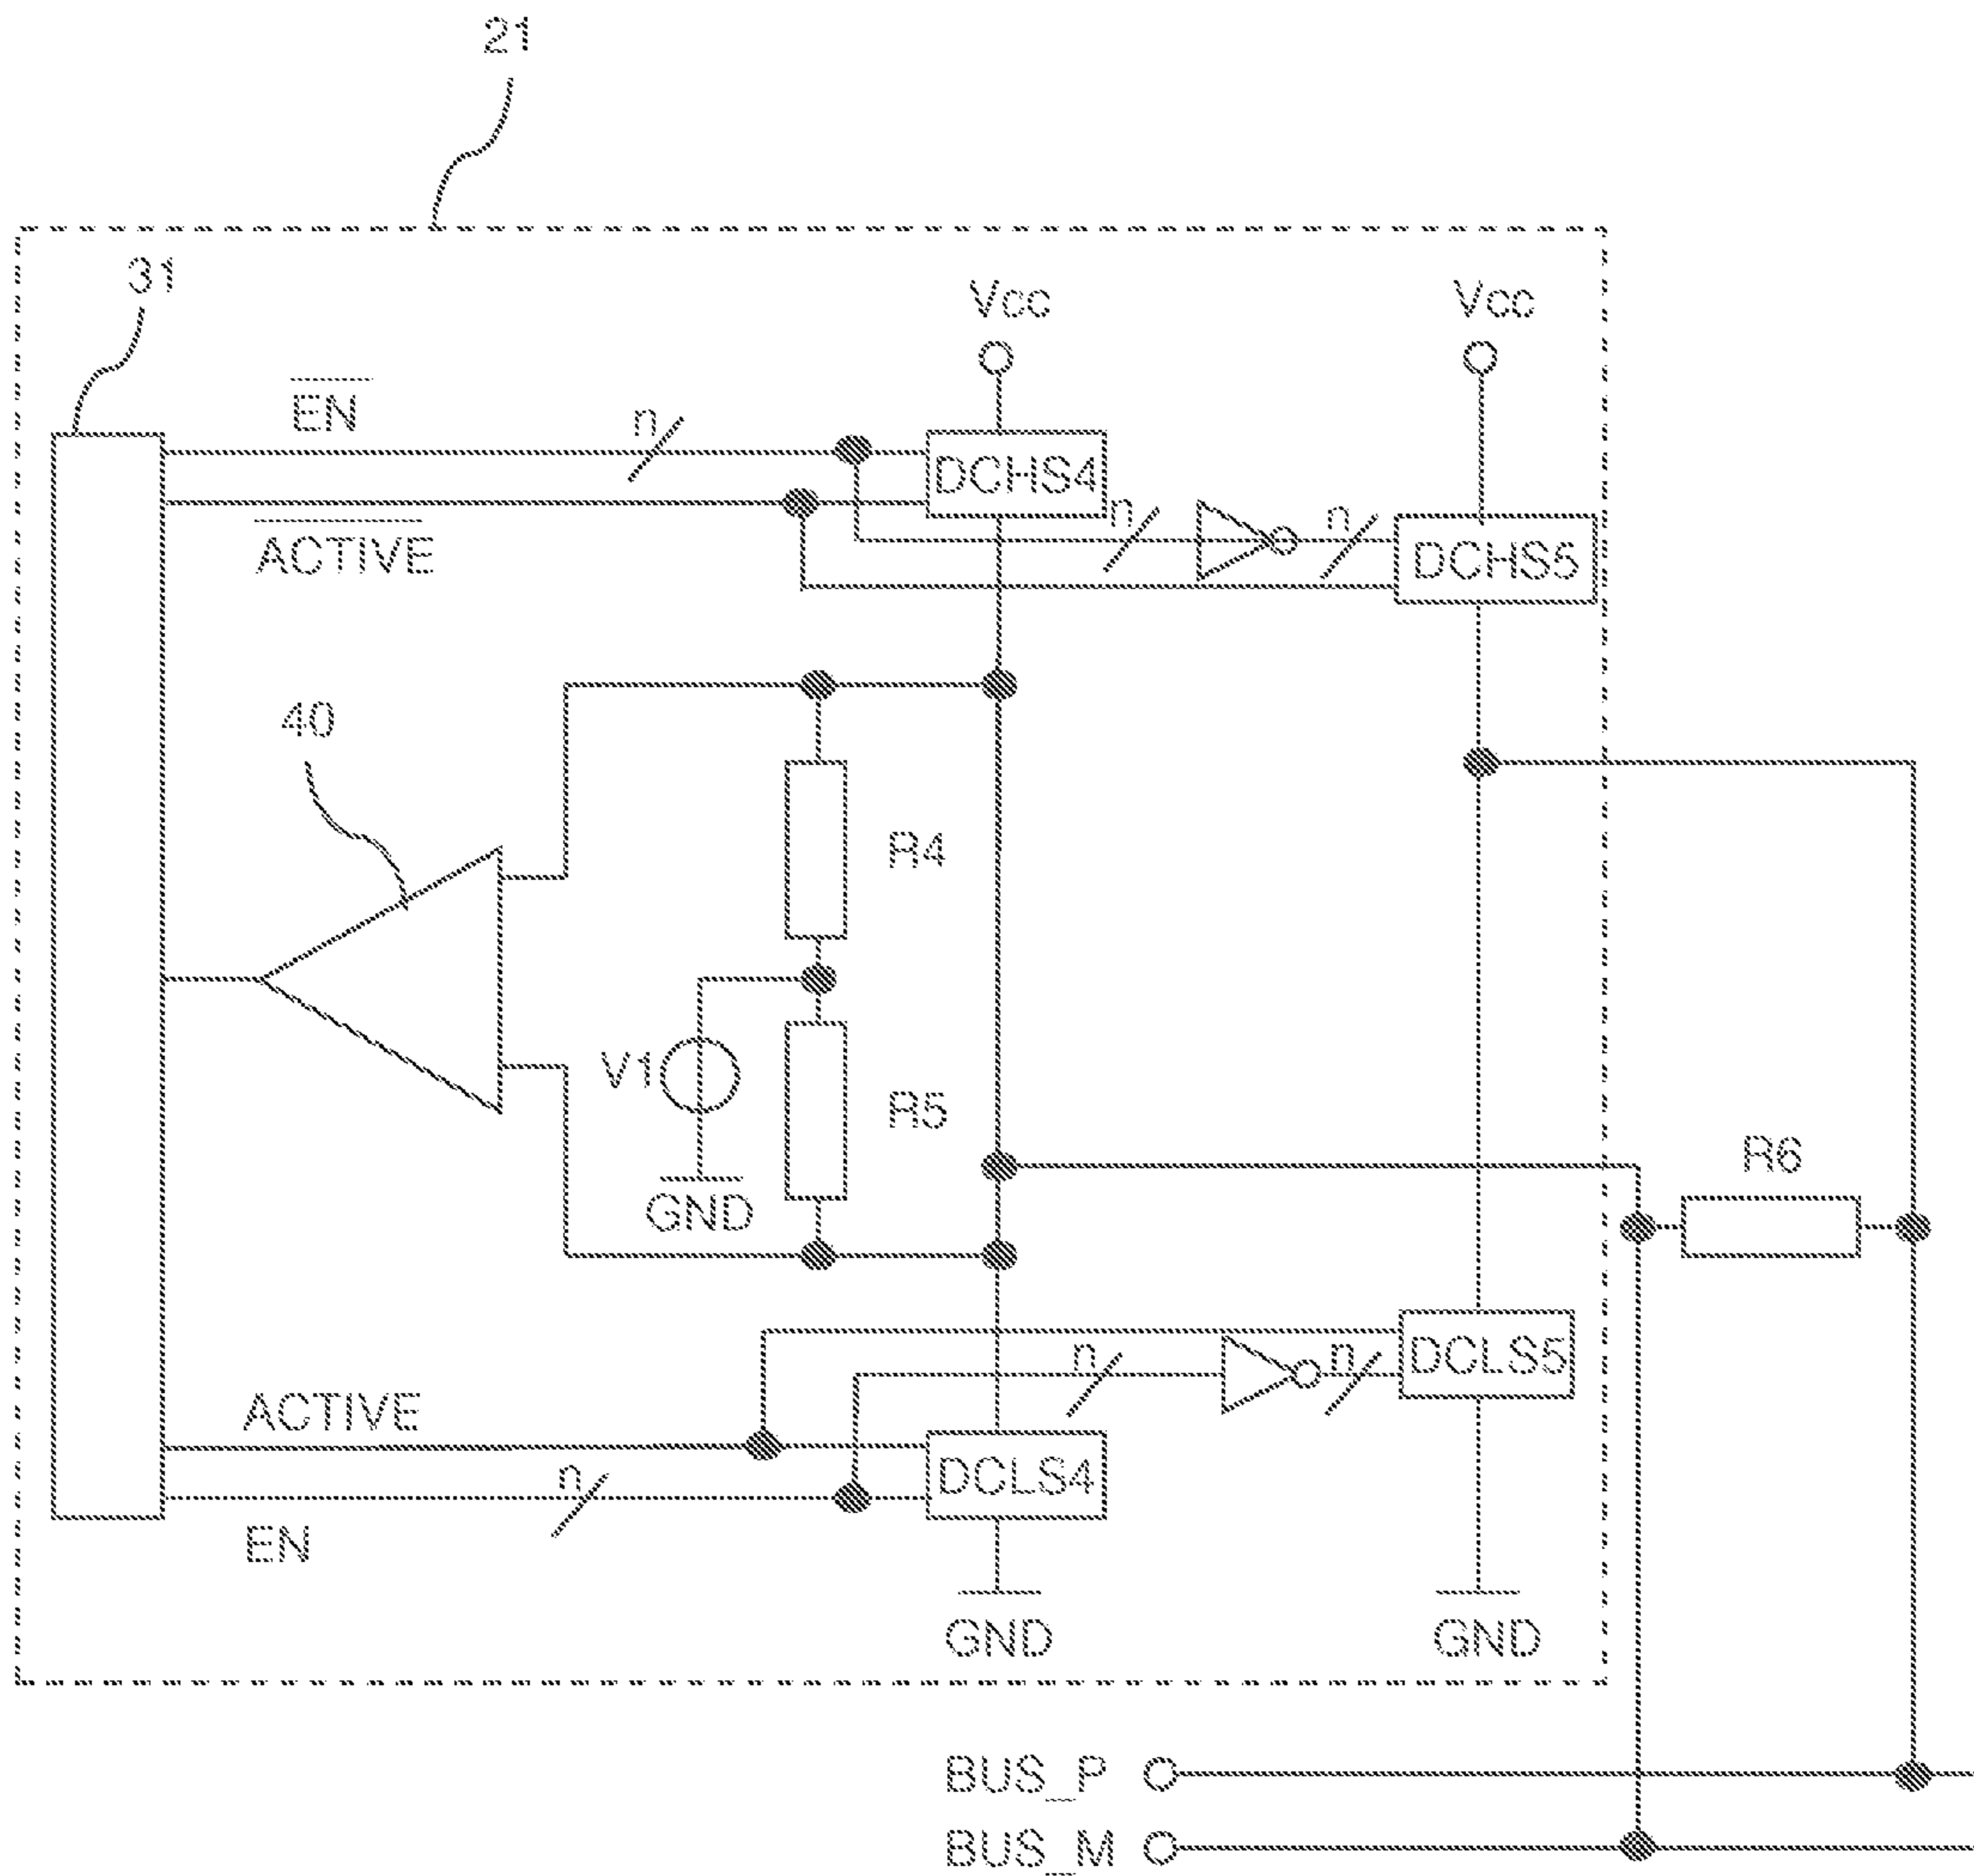 21
31
Vcc
Vcc
EN
n
DCHS4
n
n
ACTIVE
DCHS5
40
R4
V1
R5
R6
GND
n
n
DCLS5
ACTIVE
n
DCLS4
EN
GND
GND
BUS_P
BUS_M